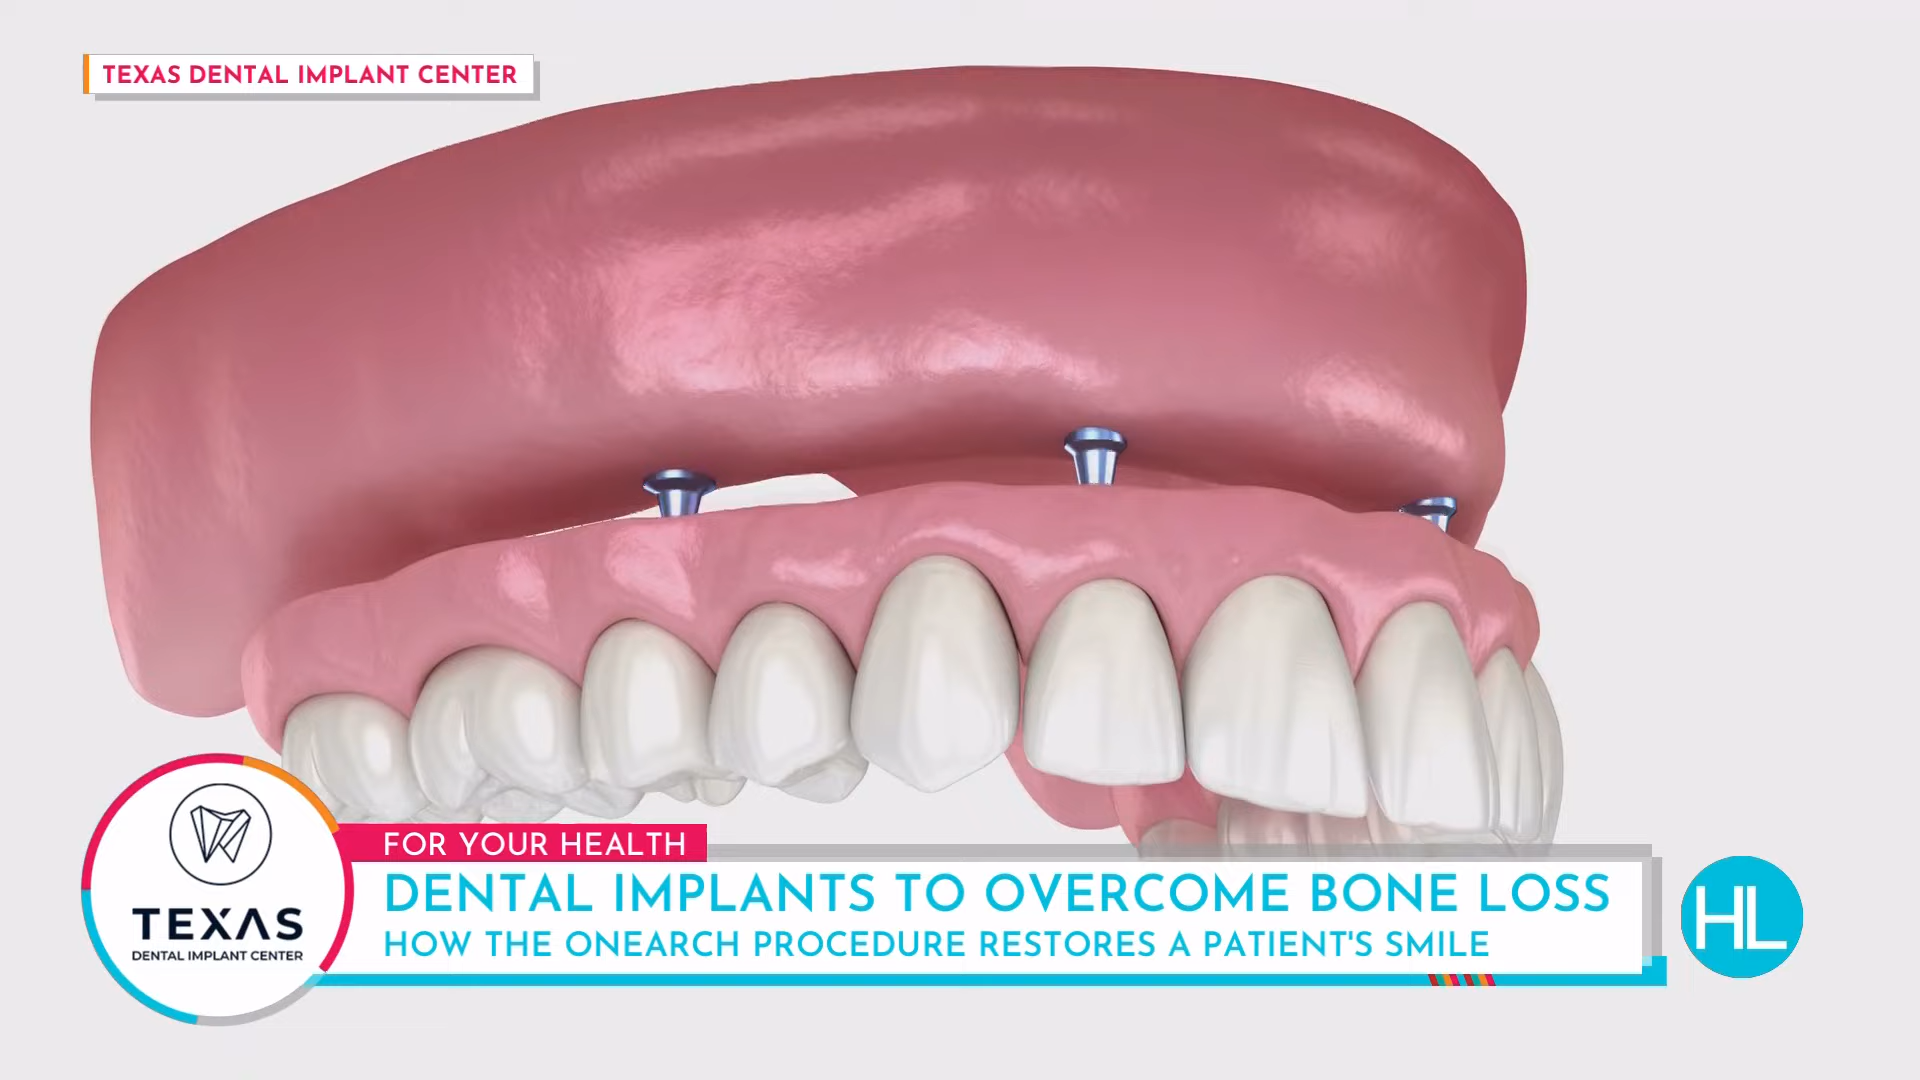 TEXAS DENTAL IMPLANT CENTER
FOR YOUR HEALTH
DENTAL IMPLANTS TO OVERCOME BONE LOSS
HOW THE ONEARCH PROCEDURE RESTORES A PATIENT'S SMILE
TEXAS
DENTAL IMPLANT CENTER
HL